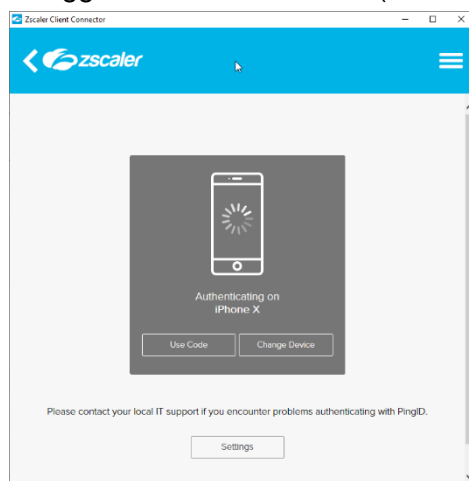 Zscaler Client Connector
zscaler
Authenticating on
iPhone X
Use Code
Change Device
Please contact your local IT support if you encounter problems authenticating with PingID.
Settings